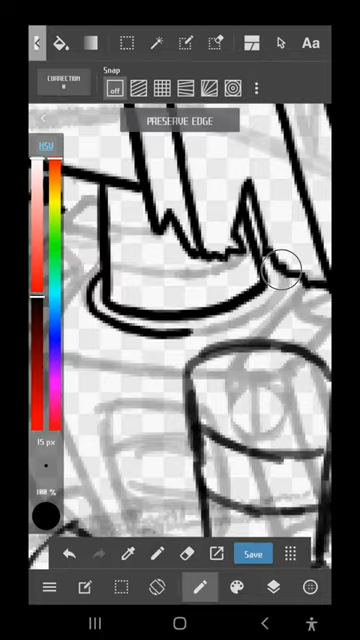 Aa
CORRECTION
Snap
off
PRESERVE EDGE
HSV
15 px
100 %
Save